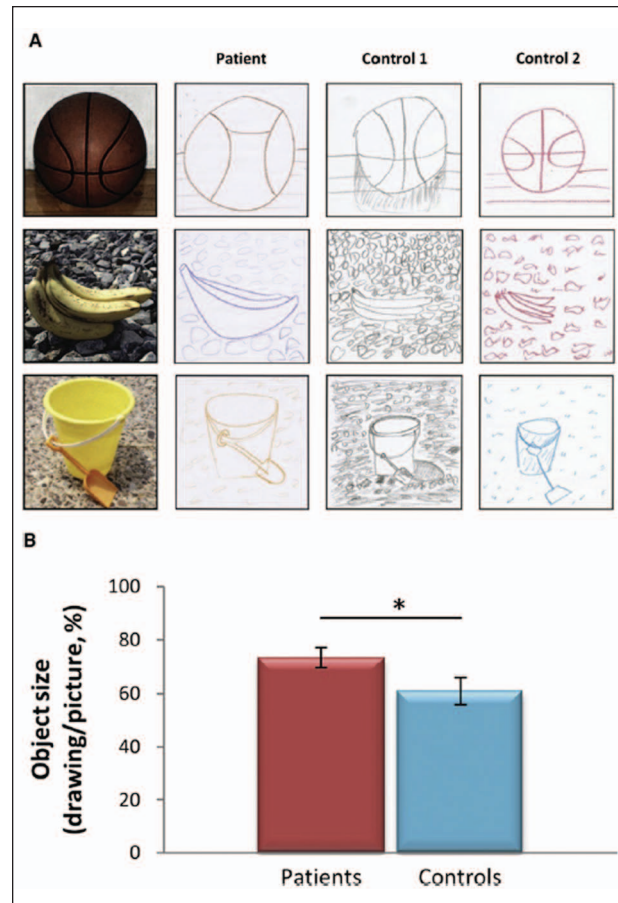 A
Patient Control 1 Control 2
B
Object size
(drawing/picture, %)
100
80
60
40
20
0
*
Patients Controls